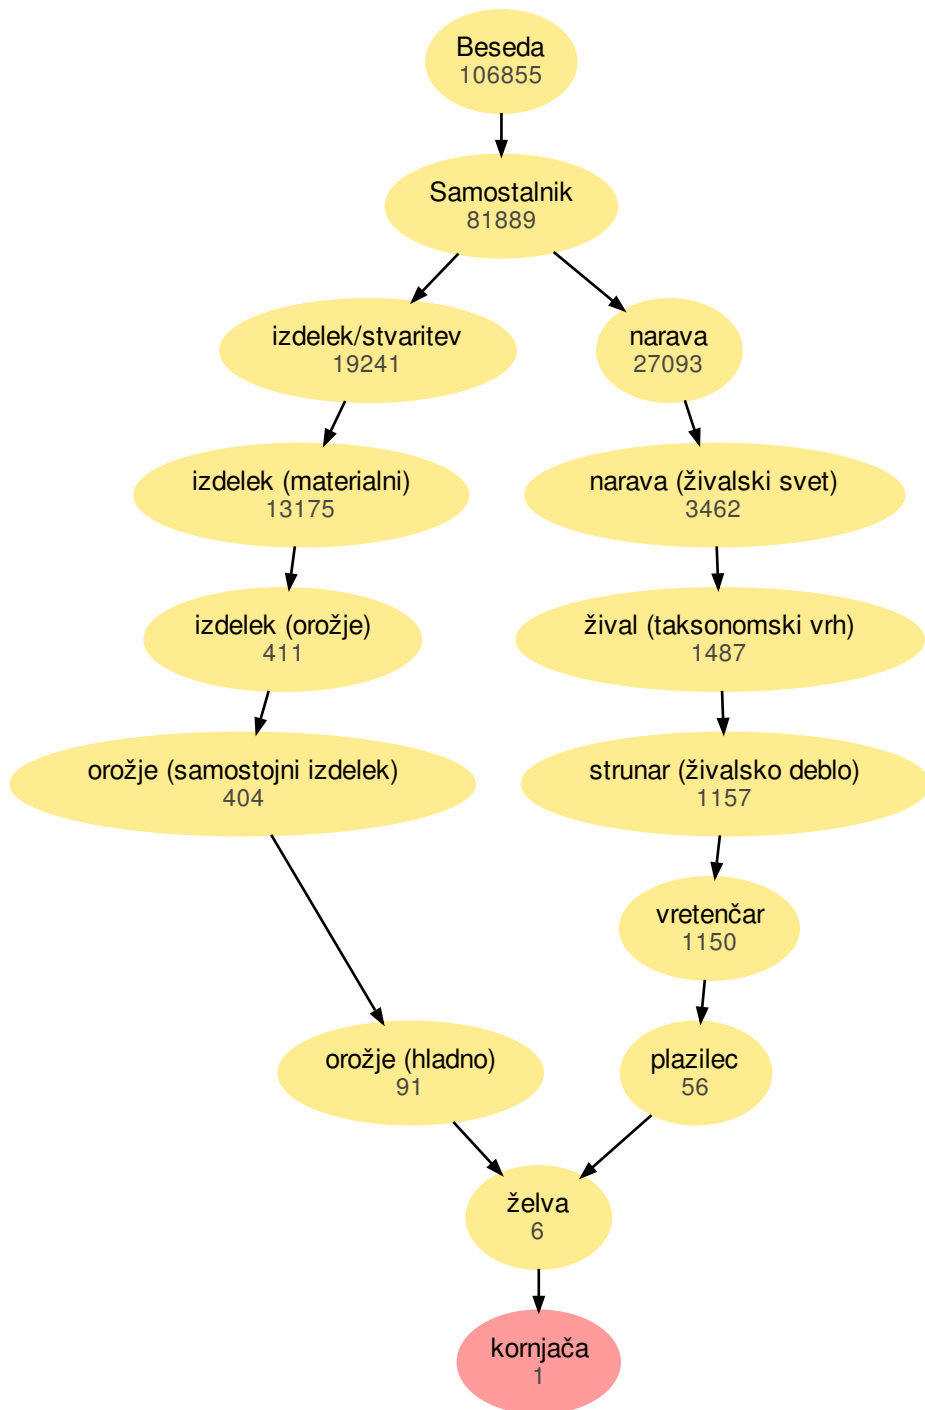 Beseda
106855
Samostalnik
81889
izdelek/stvaritev
19241
narava
27093
izdelek (materialni)
13175
narava (živalski svet)
3462
izdelek (orožje)
411
žival (taksonomski vrh)
1487
orožje (samostojni izdelek)
404
strunar (živalsko deblo)
1157
vretenčar
1150
orožje (hladno)
91
plazilec
56
želva
6
kornjača
1